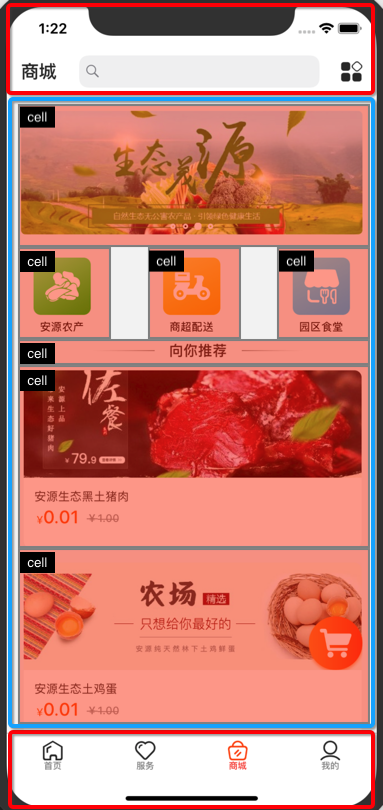 1:22
商城
cell
生态茂源
自然生态无公害农产品·引领绿色健康生活
cell
cell
cell
安源农产
商超配送
园区食堂
cell
向你推荐
cell
佐餐
安源上品
来生态好猪肉
¥79.9
安源生态黑土猪肉
¥0.01 ¥1.00
cell
农场 精选
只想给你最好的
安源纯天然林下土鸡鲜蛋
安源生态土鸡蛋
¥0.01 ¥1.00
首页
服务
商城
我的